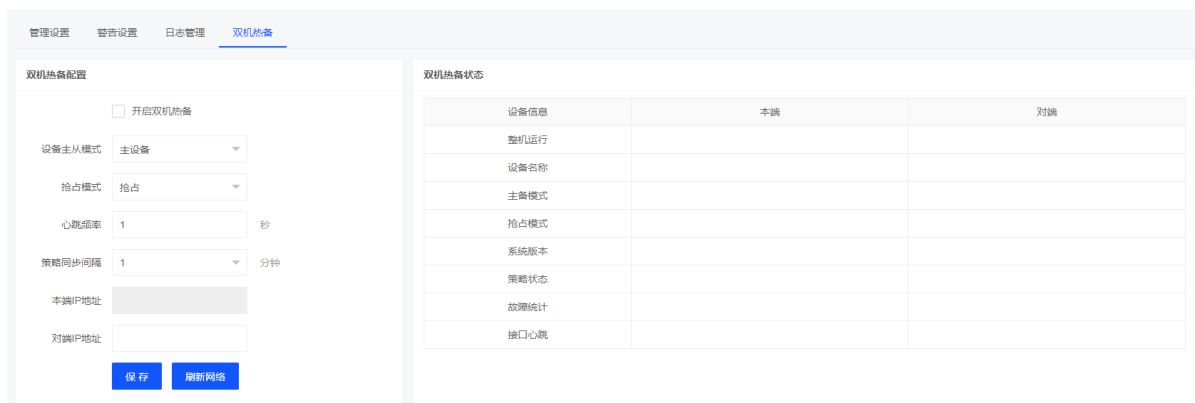 管理设置 警告设置 日志管理 双机热备
双机热备配置
开启双机热备
设备主从模式 主设备
抢占模式 抢占
心跳频率 1 秒
策略同步间隔 1 分钟
本端IP地址
对端IP地址
保存 刷新网络
双机热备状态
设备信息 本端 对端
整机运行
设备名称
主备模式
抢占模式
系统版本
策略状态
故障统计
接口心跳